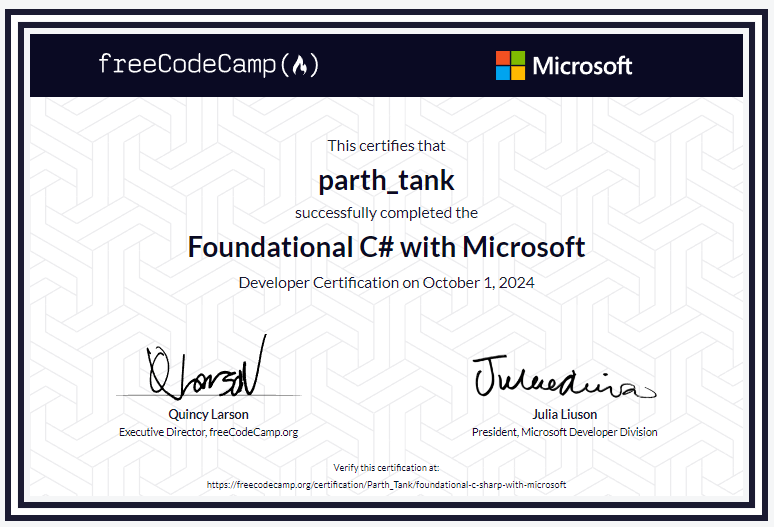 freeCodeCamp(🔥)
Microsoft
This certifies that
parth_tank
successfully completed the
Foundational C# with Microsoft
Developer Certification on October 1, 2024
Quincy Larson
Executive Director, freeCodeCamp.org
Julia Liuson
President, Microsoft Developer Division
Verify this certification at:
https://freecodecamp.org/certification/Parth_Tank/foundational-c-sharp-with-microsoft